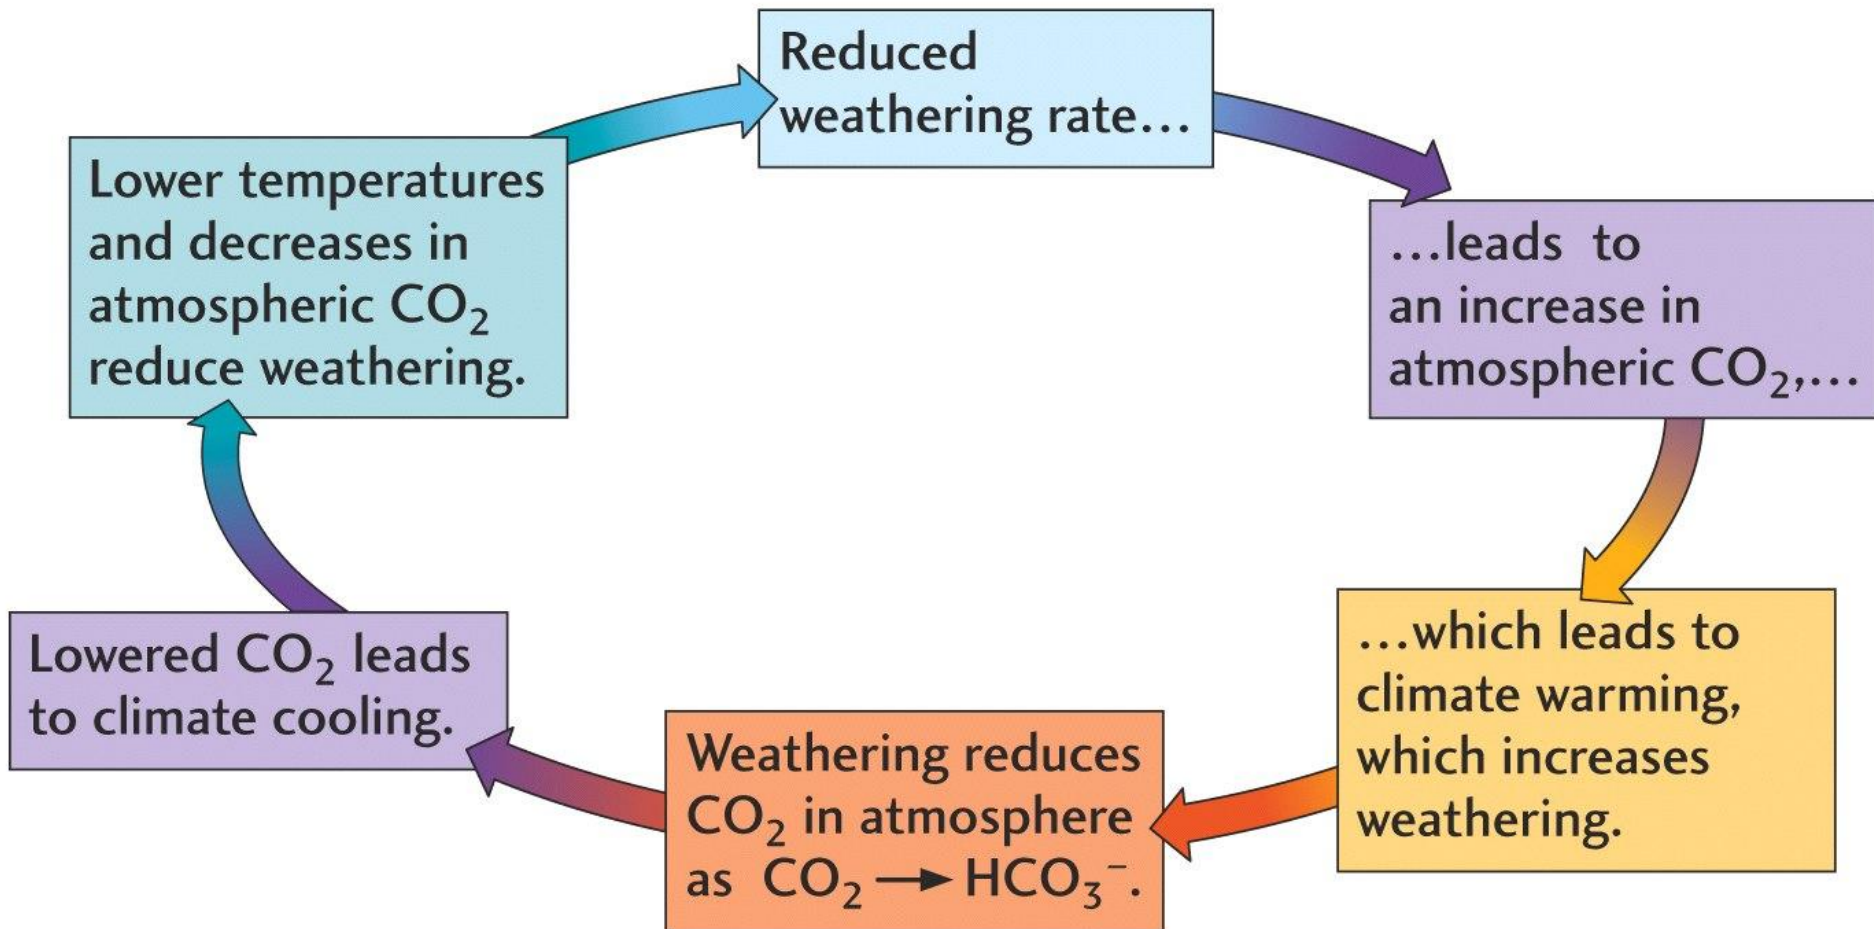 Reduced
weathering rate…
…leads to
an increase in
atmospheric CO₂,…
…which leads to
climate warming,
which increases
weathering.
Weathering reduces
CO₂ in atmosphere
as CO₂ → HCO₃⁻.
Lowered CO₂ leads
to climate cooling.
Lower temperatures
and decreases in
atmospheric CO₂
reduce weathering.